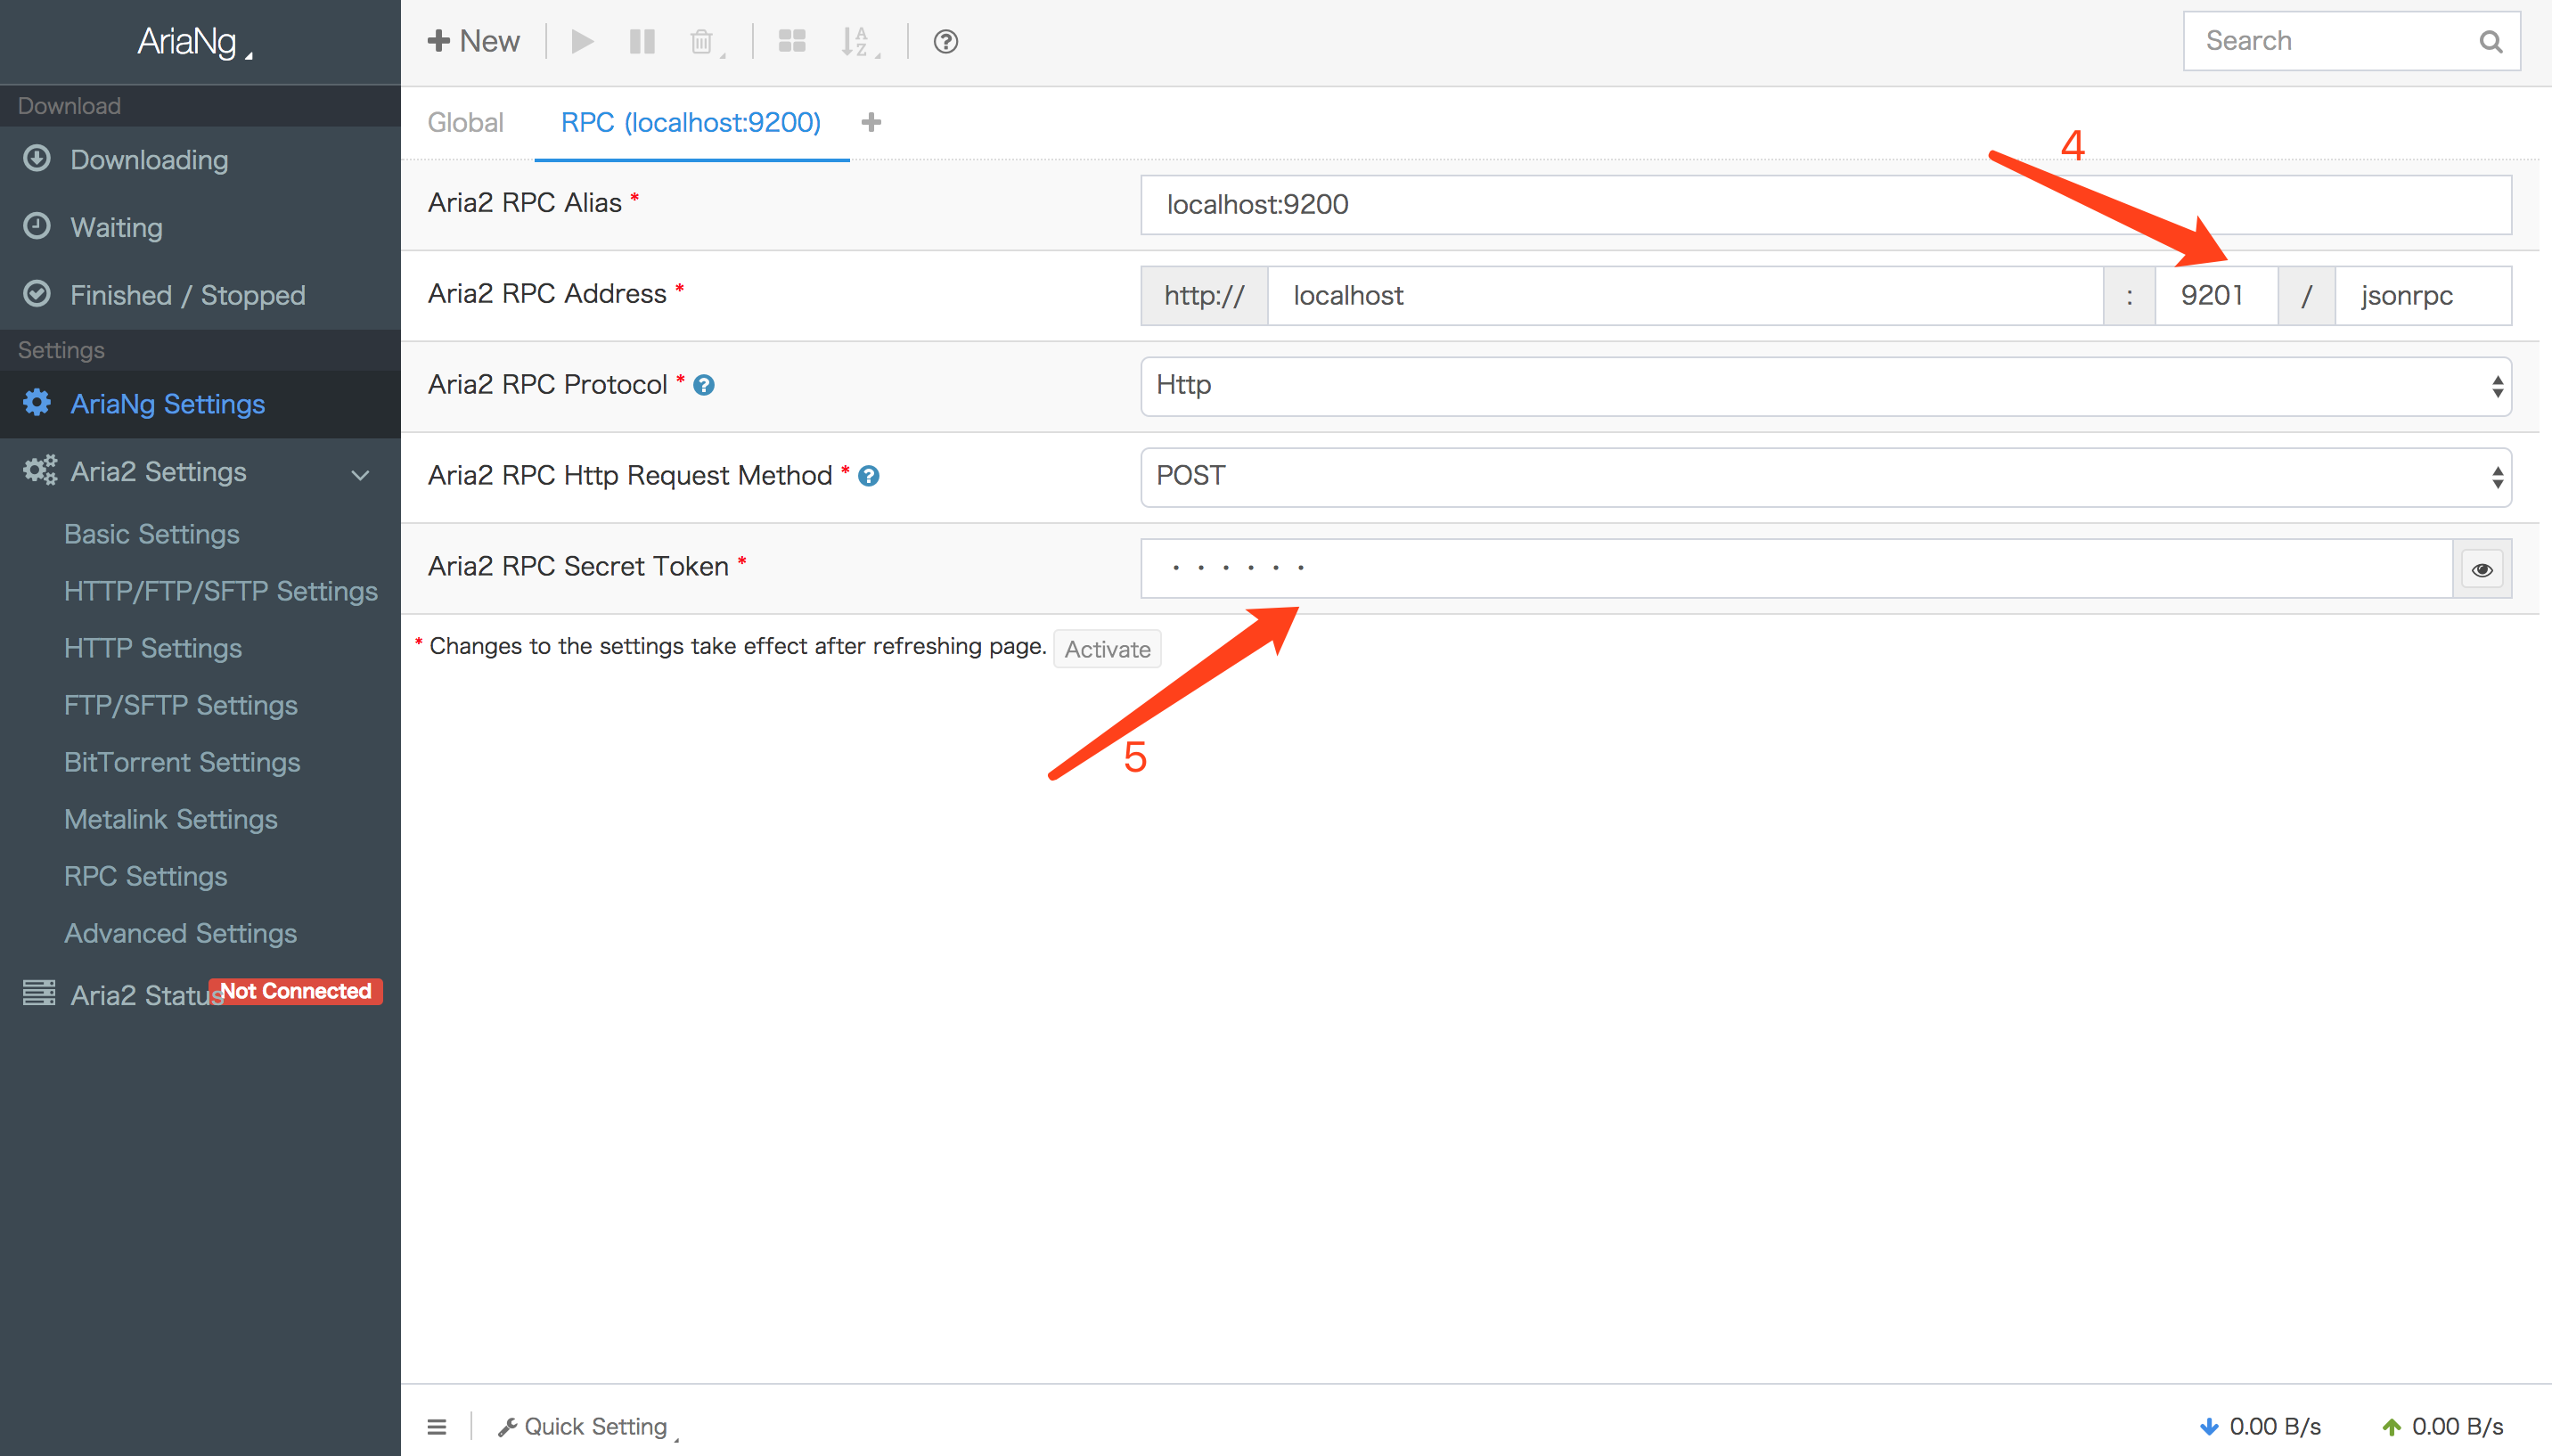 AriaNg
Download
Downloading
Waiting
Finished / Stopped
Settings
AriaNg Settings
Aria2 Settings
Basic Settings
HTTP/FTP/SFTP Settings
HTTP Settings
FTP/SFTP Settings
BitTorrent Settings
Metalink Settings
RPC Settings
Advanced Settings
Aria2 Status Not Connected
New
Search
Global RPC (localhost:9200)
4
Aria2 RPC Alias * localhost:9200
Aria2 RPC Address * http:// localhost : 9201 / jsonrpc
Aria2 RPC Protocol * Http
Aria2 RPC Http Request Method * POST
Aria2 RPC Secret Token * ······
* Changes to the settings take effect after refreshing page. Activate
5
Quick Setting
0.00 B/s 0.00 B/s